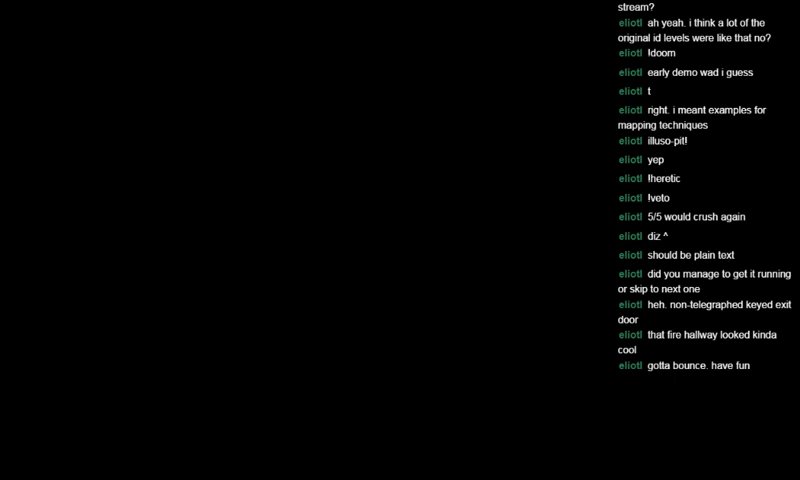 stream?
eliotl ah yeah. i think a lot of the
original id levels were like that no?
eliotl !doom
eliotl early demo wad i guess
eliotl t
eliotl right. i meant examples for
mapping techniques
eliotl illuso-pit!
eliotl yep
eliotl !heretic
eliotl !veto
eliotl 5/5 would crush again
eliotl diz ^
eliotl should be plain text
eliotl did you manage to get it running
or skip to next one
eliotl heh. non-telegraphed keyed exit
door
eliotl that fire hallway looked kinda
cool
eliotl gotta bounce. have fun